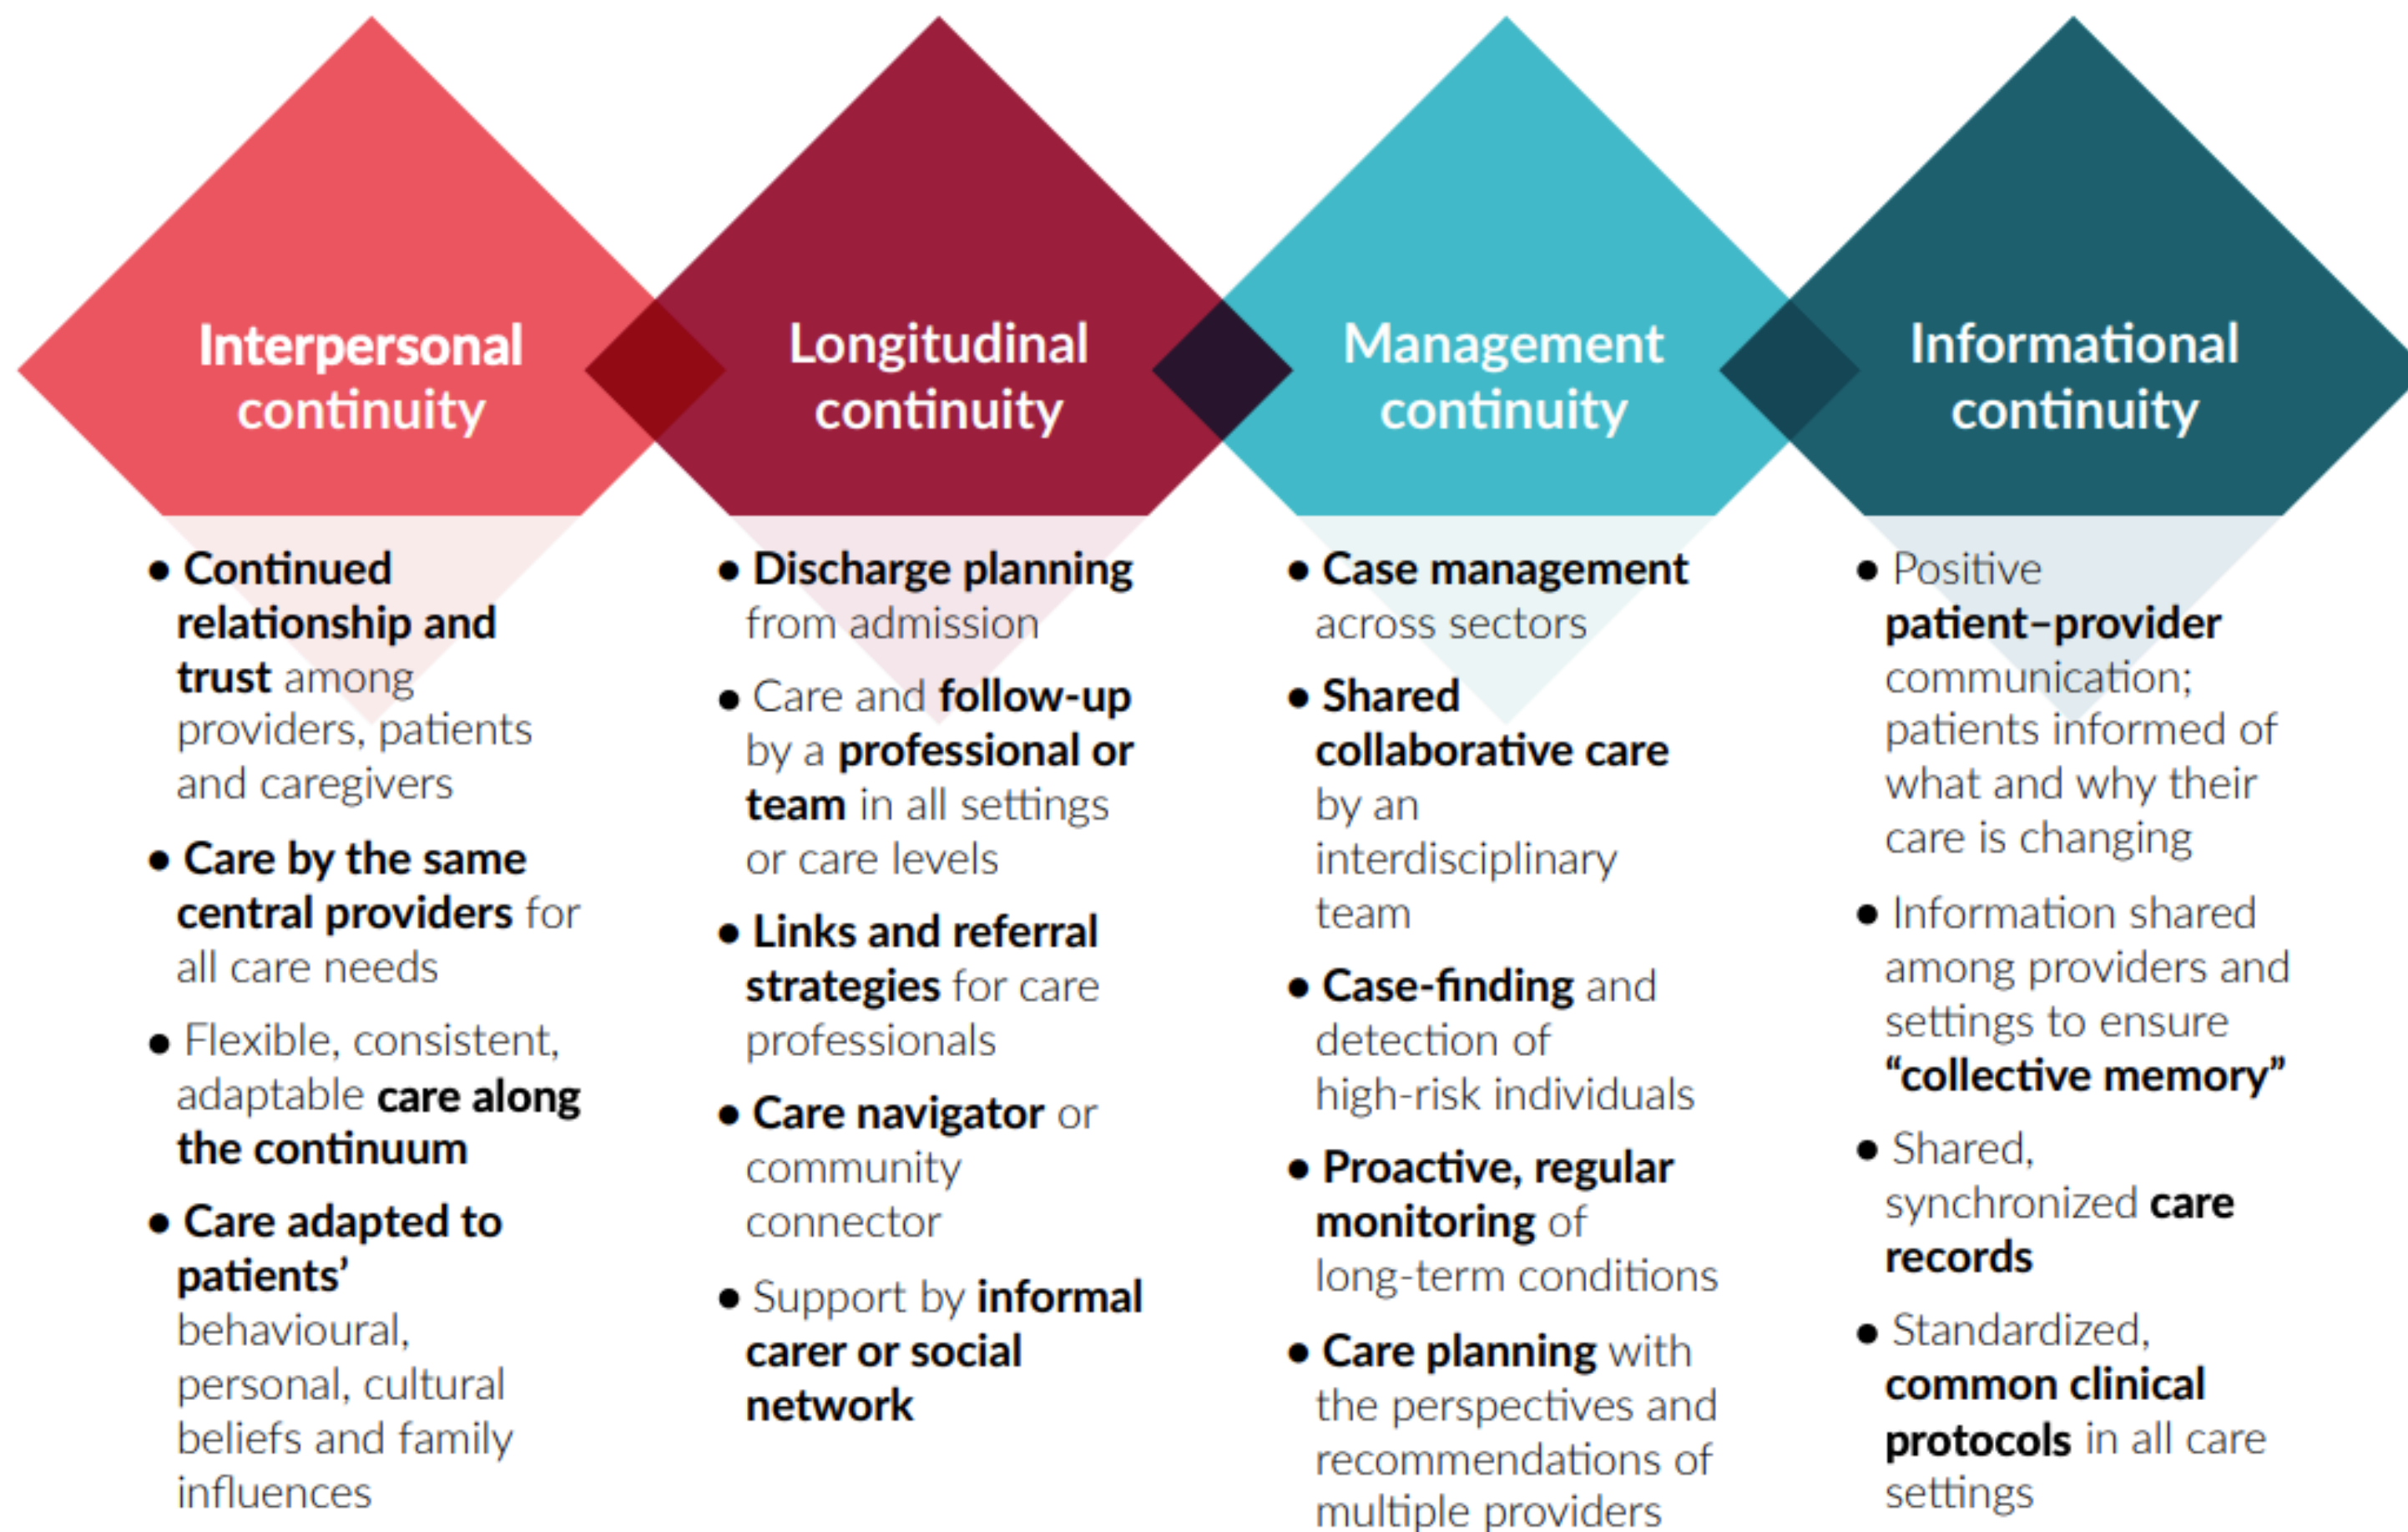 Interpersonal
continuity
• Continued
relationship and
trust among
providers, patients
and caregivers
• Care by the same
central providers for
all care needs
• Flexible, consistent,
adaptable care along
the continuum
• Care adapted to
patients’
behavioural,
personal, cultural
beliefs and family
influences
Longitudinal
continuity
• Discharge planning
from admission
• Care and follow-up
by a professional or
team in all settings
or care levels
• Links and referral
strategies for care
professionals
• Care navigator or
community
connector
• Support by informal
carer or social
network
Management
continuity
• Case management
across sectors
• Shared
collaborative care
by an
interdisciplinary
team
• Case-finding and
detection of
high-risk individuals
• Proactive, regular
monitoring of
long-term conditions
• Care planning with
the perspectives and
recommendations of
multiple providers
Informational
continuity
• Positive
patient–provider
communication;
patients informed of
what and why their
care is changing
• Information shared
among providers and
settings to ensure
“collective memory”
• Shared,
synchronized care
records
• Standardized,
common clinical
protocols in all care
settings